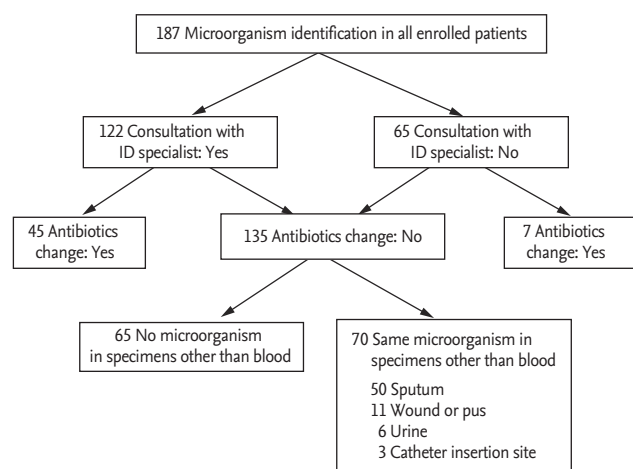 187 Microorganism identification in all enrolled patients
122 Consultation with
ID specialist: Yes
65 Consultation with
ID specialist: No
45 Antibiotics
change: Yes
135 Antibiotics change: No
7 Antibiotics
change: Yes
65 No microorganism
in specimens other than blood
70 Same microorganism in
specimens other than blood
50 Sputum
11 Wound or pus
6 Urine
3 Catheter insertion site